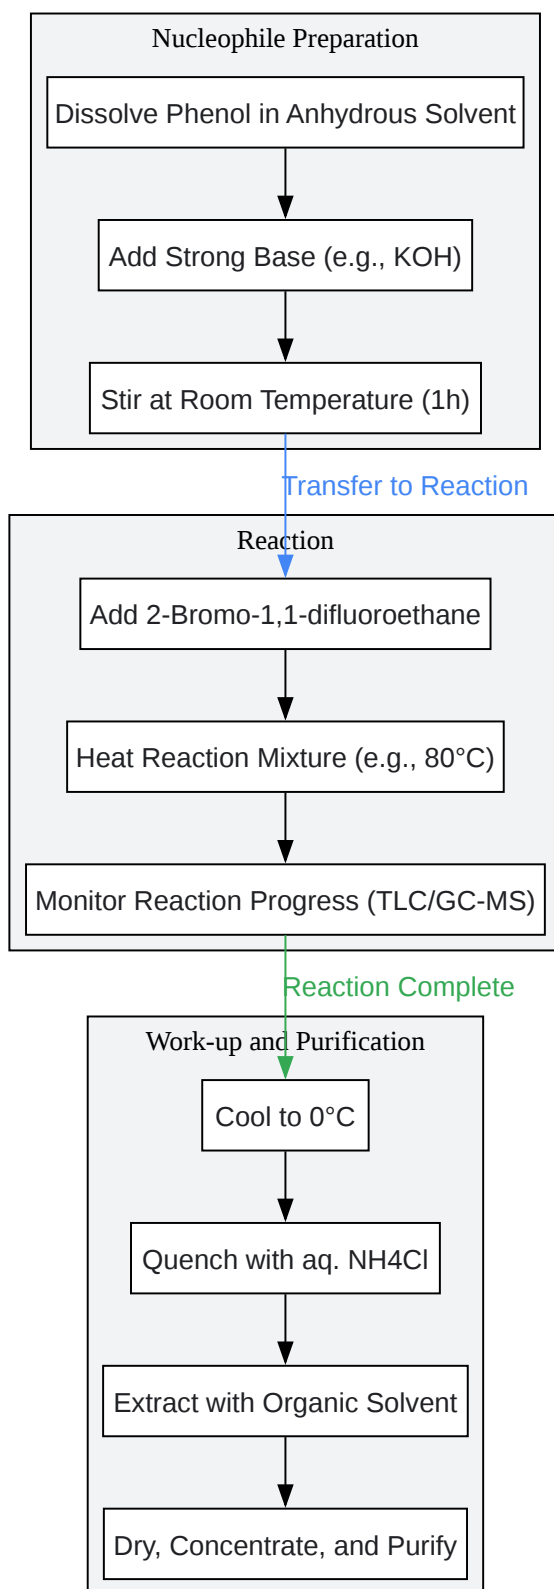 Nucleophile Preparation
Dissolve Phenol in Anhydrous Solvent
Add Strong Base (e.g., KOH)
Stir at Room Temperature (1h)
Transfer to Reaction
Reaction
Add 2-Bromo-1,1-difluoroethane
Heat Reaction Mixture (e.g., 80°C)
Monitor Reaction Progress (TLC/GC-MS)
Reaction Complete
Work-up and Purification
Cool to 0°C
Quench with aq. NH4Cl
Extract with Organic Solvent
Dry, Concentrate, and Purify